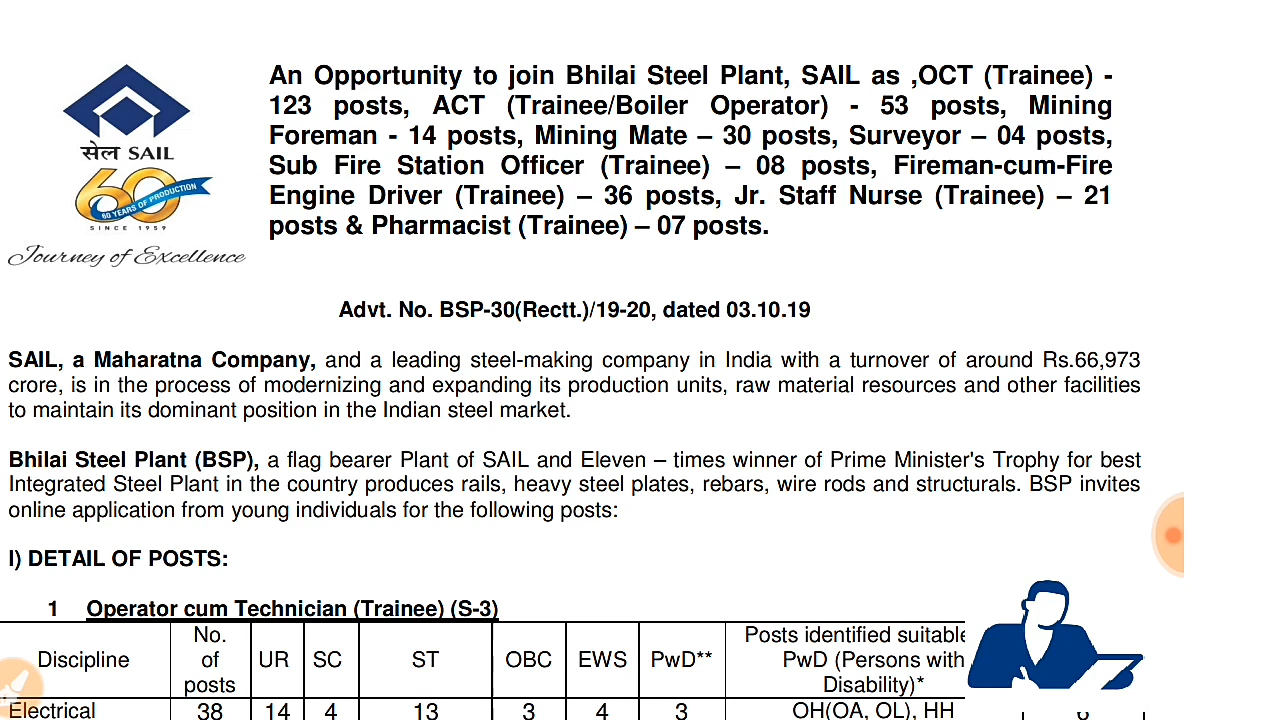 An Opportunity to join Bhilai Steel Plant, SAIL as ,OCT (Trainee) -
123 posts, ACT (Trainee/Boiler Operator) - 53 posts, Mining
Foreman - 14 posts, Mining Mate – 30 posts, Surveyor – 04 posts,
Sub Fire Station Officer (Trainee) – 08 posts, Fireman-cum-Fire
Engine Driver (Trainee) – 36 posts, Jr. Staff Nurse (Trainee) – 21
posts & Pharmacist (Trainee) – 07 posts.
सेल SAIL
60 YEARS OF PRODUCTION
SINCE 1959
Journey of Excellence
Advt. No. BSP-30(Rectt.)/19-20, dated 03.10.19
SAIL, a Maharatna Company, and a leading steel-making company in India with a turnover of around Rs.66,973
crore, is in the process of modernizing and expanding its production units, raw material resources and other facilities
to maintain its dominant position in the Indian steel market.
Bhilai Steel Plant (BSP), a flag bearer Plant of SAIL and Eleven – times winner of Prime Minister's Trophy for best
Integrated Steel Plant in the country produces rails, heavy steel plates, rebars, wire rods and structurals. BSP invites
online application from young individuals for the following posts:
I) DETAIL OF POSTS:
1 Operator cum Technician (Trainee) (S-3)
Discipline No. of posts UR SC ST OBC EWS PwD** Posts identified suitable PwD (Persons with Disability)*
Electrical 38 14 4 13 3 4 3 OH(OA, OL), HH